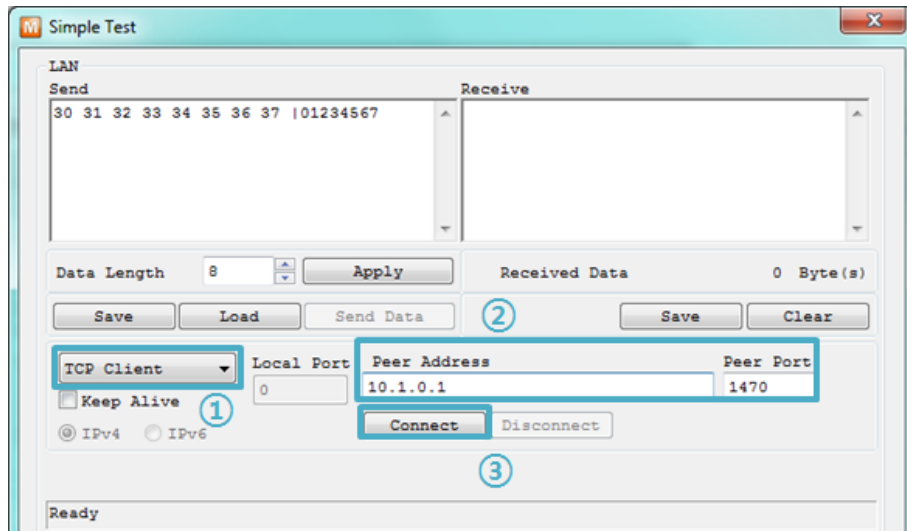 Simple Test
LAN
Send
Receive
30 31 32 33 34 35 36 37 |01234567
Data Length 8 Apply
Received Data 0 Byte(s)
Save Load Send Data
②
Save Clear
TCP Client
Local Port
Peer Address
Peer Port
0
10.1.0.1
1470
Keep Alive
①
IPv4 IPv6
Connect Disconnect
③
Ready